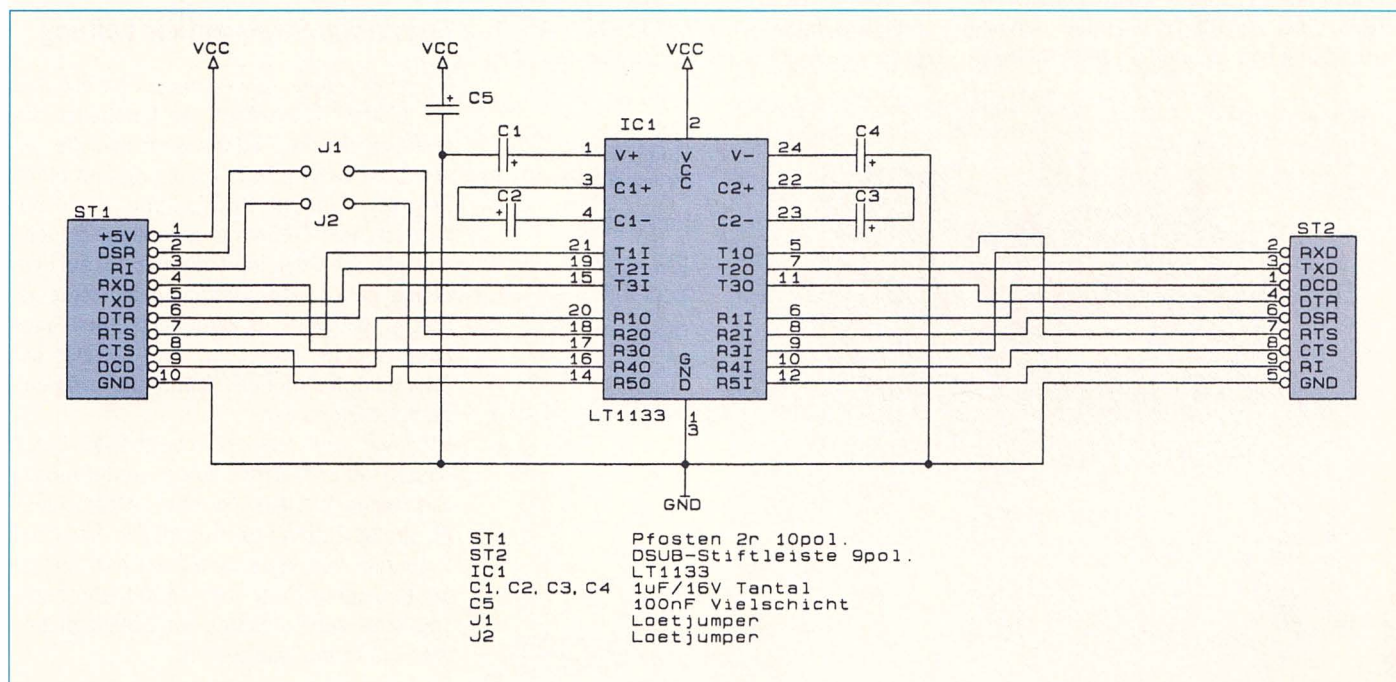 VCC
VCC
VCC
C5
+
IC1
2
C1
C4
J1
1
V+
VCC
V-
24
+
+
3
C1+
C2+
22
C2
C3
J2
4
C1-
C2-
23
+
+
ST1
ST2
+5V 1
DSR 2
RI 3
RXD 4
TXD 5
DTR 6
RTS 7
CTS 8
DCD 9
GND 10
21 T1I T1O 5
19 T2I T2O 7
15 T3I T3O 11
20 R1O R1I 6
18 R2O R2I 8
17 R3O R3I 9
16 R4O R4I 10
14 R5O R5I 12
GND
2 RXD
3 TXD
1 DCD
4 DTR
6 DSR
7 RTS
8 CTS
9 RI
5 GND
LT1133
13
GND
ST1 Pfosten 2r 10pol.
ST2 DSUB-Stiftleiste 9pol.
IC1 LT1133
C1, C2, C3, C4 1uF/16V Tantal
C5 100nF Vielschicht
J1 Loetjumper
J2 Loetjumper